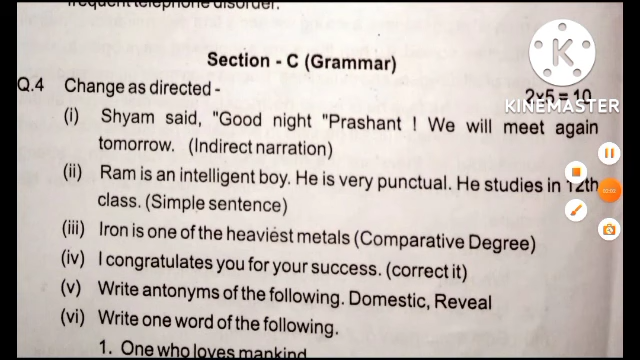 frequent telephone disorder.
Section - C (Grammar)
Q.4 Change as directed - 2×5=10
K
KINEMASTER
(i) Shyam said, "Good night "Prashant ! We will meet again
tomorrow. (Indirect narration)
(ii) Ram is an intelligent boy. He is very punctual. He studies in 12th
class. (Simple sentence)
(iii) Iron is one of the heaviest metals (Comparative Degree)
(iv) I congratulates you for your success. (correct it)
(v) Write antonyms of the following. Domestic, Reveal
(vi) Write one word of the following.
1. One who loves mankind